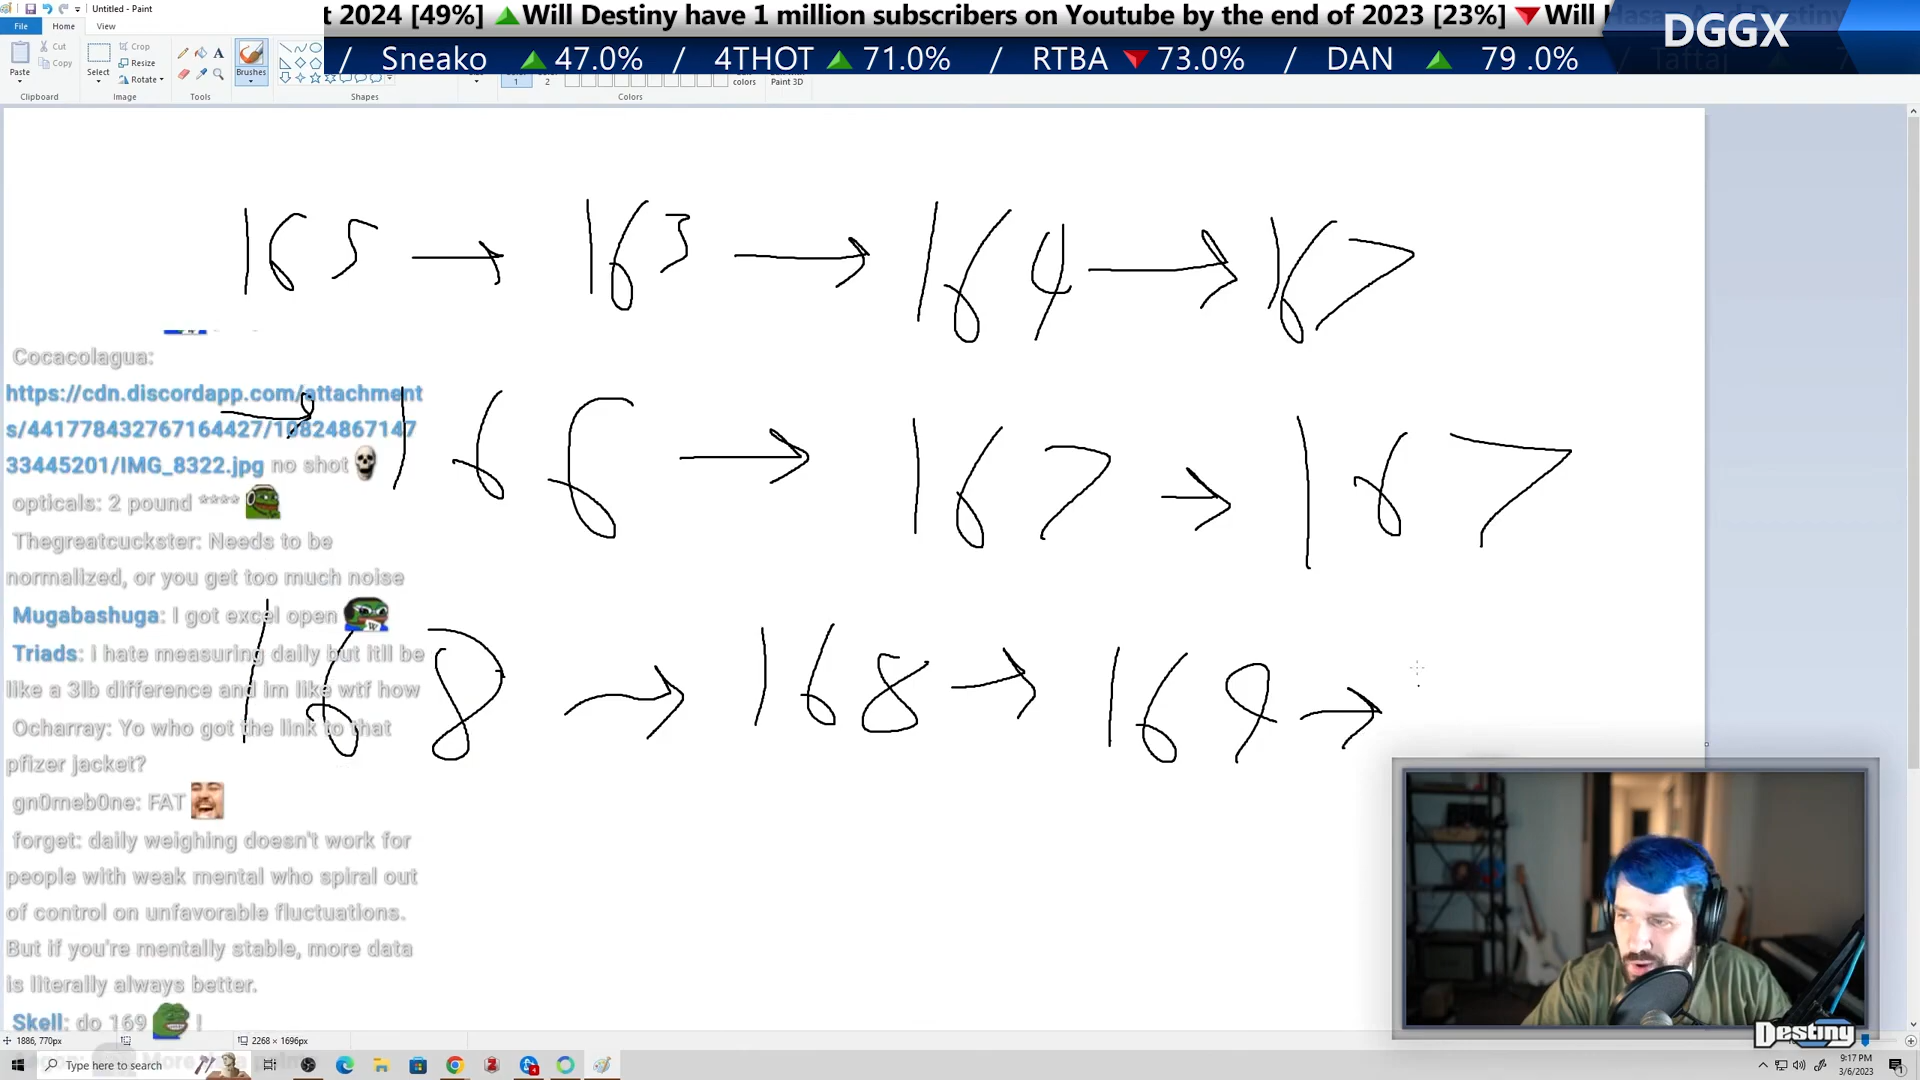 Untitled - Paint
t 2024 [49%] ▲Will Destiny have 1 million subscribers on Youtube by the end of 2023 [23%] ▼Will
DGGX
File Home View
/ Sneako ▲ 47.0% / 4THOT ▲ 71.0% / RTBA ▼ 73.0% / DAN ▲ 79 .0% /
Paste Cut Copy Select Crop Resize Rotate Brushes 1 2 colors Paint 3D
Clipboard Image Tools Shapes Colors
165 → 163 → 164 → 167
→ 166 → 167 → 167
168 → 168 → 169 →
Cocacolagua:
https://cdn.discordapp.com/attachment
s/441778432767164427/10824867147
33445201/IMG_8322.jpg no shot
opticals: 2 pound ****
Thegreatcuckster: Needs to be
normalized, or you get too much noise
Mugabashuga: I got excel open
Triads: i hate measuring daily but itll be
like a 3lb difference and im like wtf how
Ocharray: Yo who got the link to that
pfizer jacket?
gn0meb0ne: FAT
forget: daily weighing doesn't work for
people with weak mental who spiral out
of control on unfavorable fluctuations.
But if you're mentally stable, more data
is literally always better.
Skell: do 169 !
Destiny
1886, 770px 2268 × 1696px
Type here to search
9:17 PM
3/6/2023